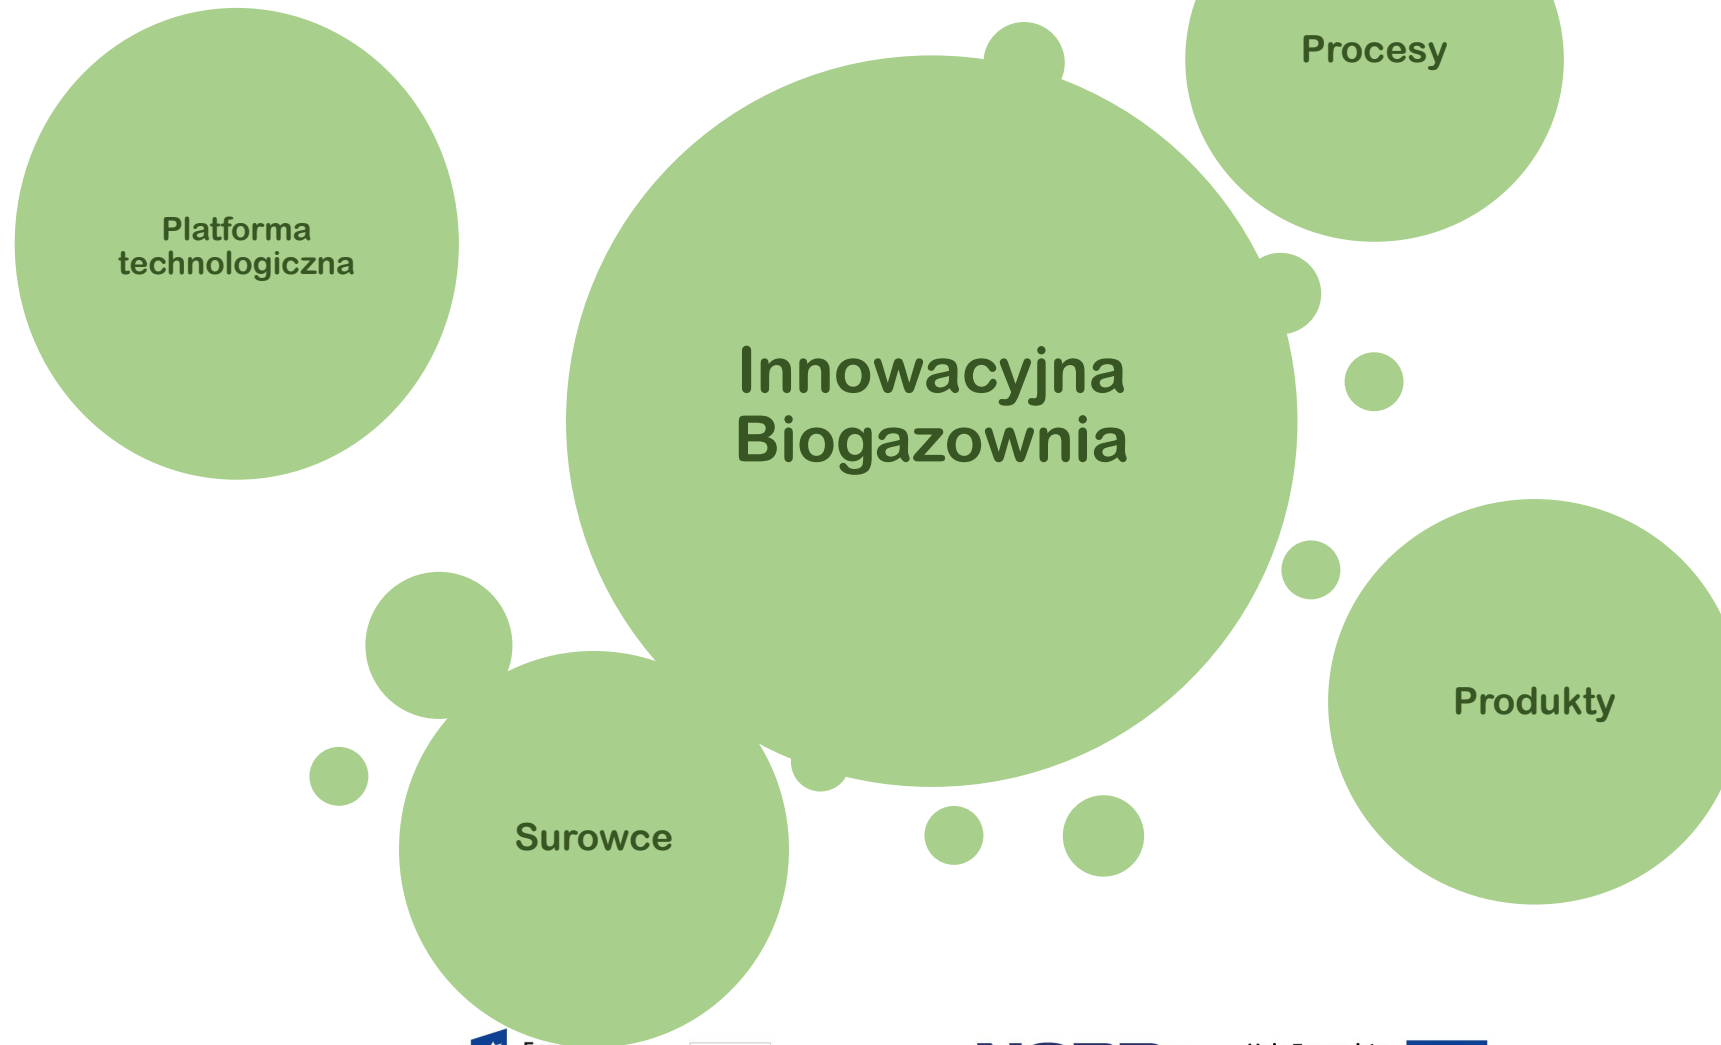 Procesy
Platforma
technologiczna
Innowacyjna
Biogazownia
Produkty
Surowce